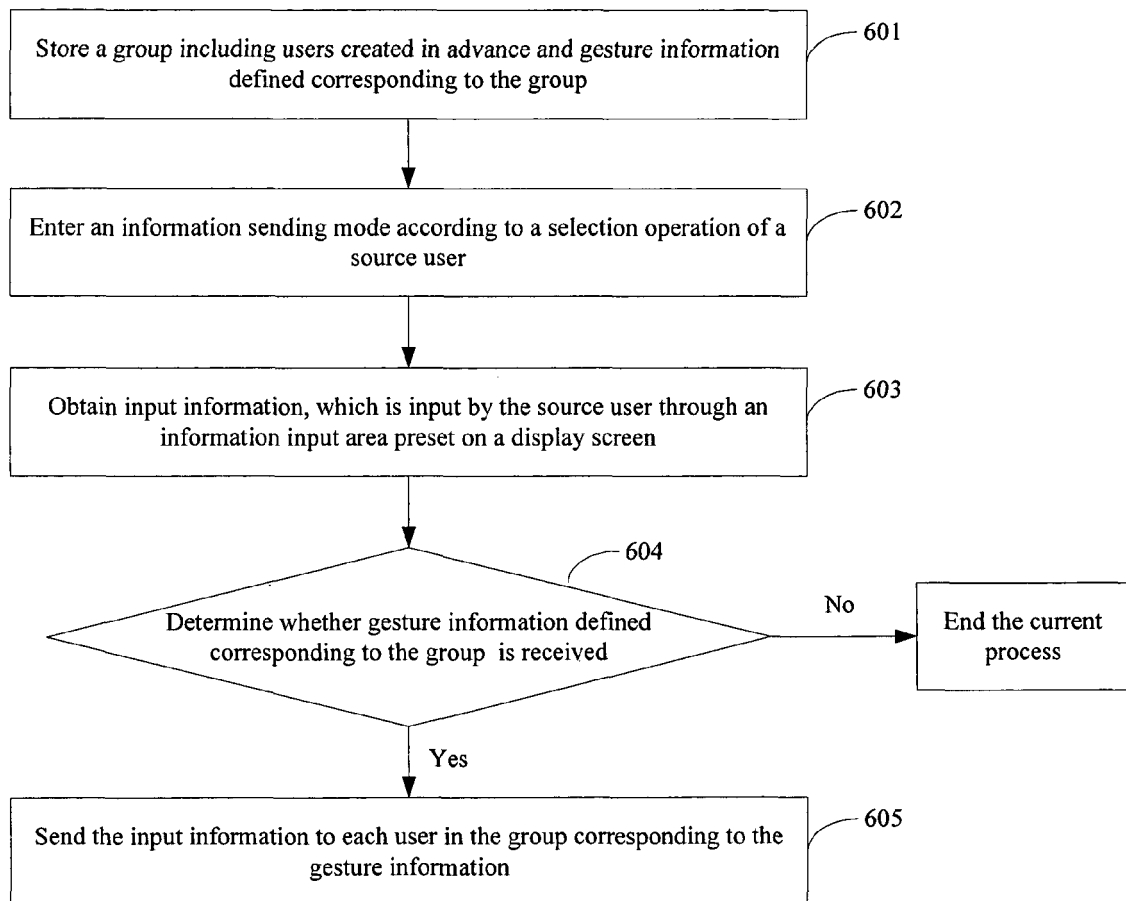 Store a group including users created in advance and gesture information
defined corresponding to the group
601
Enter an information sending mode according to a selection operation of a
source user
602
Obtain input information, which is input by the source user through an
information input area preset on a display screen
603
604
Determine whether gesture information defined
corresponding to the group is received
No
End the current
process
Yes
Send the input information to each user in the group corresponding to the
gesture information
605